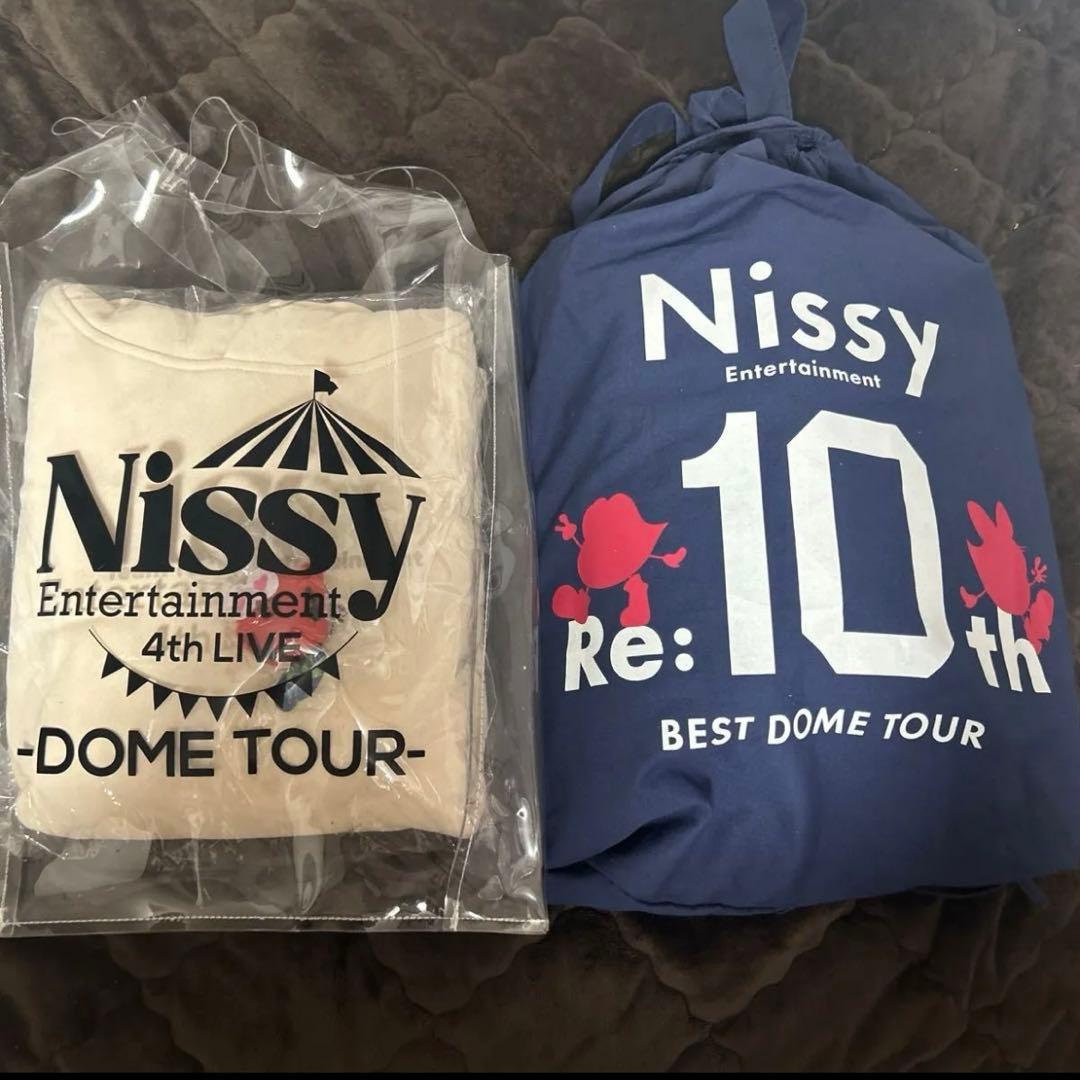 Nissy
Entertainment
4th LIVE
-DOME TOUR-
Nissy
Entertainment
Re:10th
BEST DOME TOUR